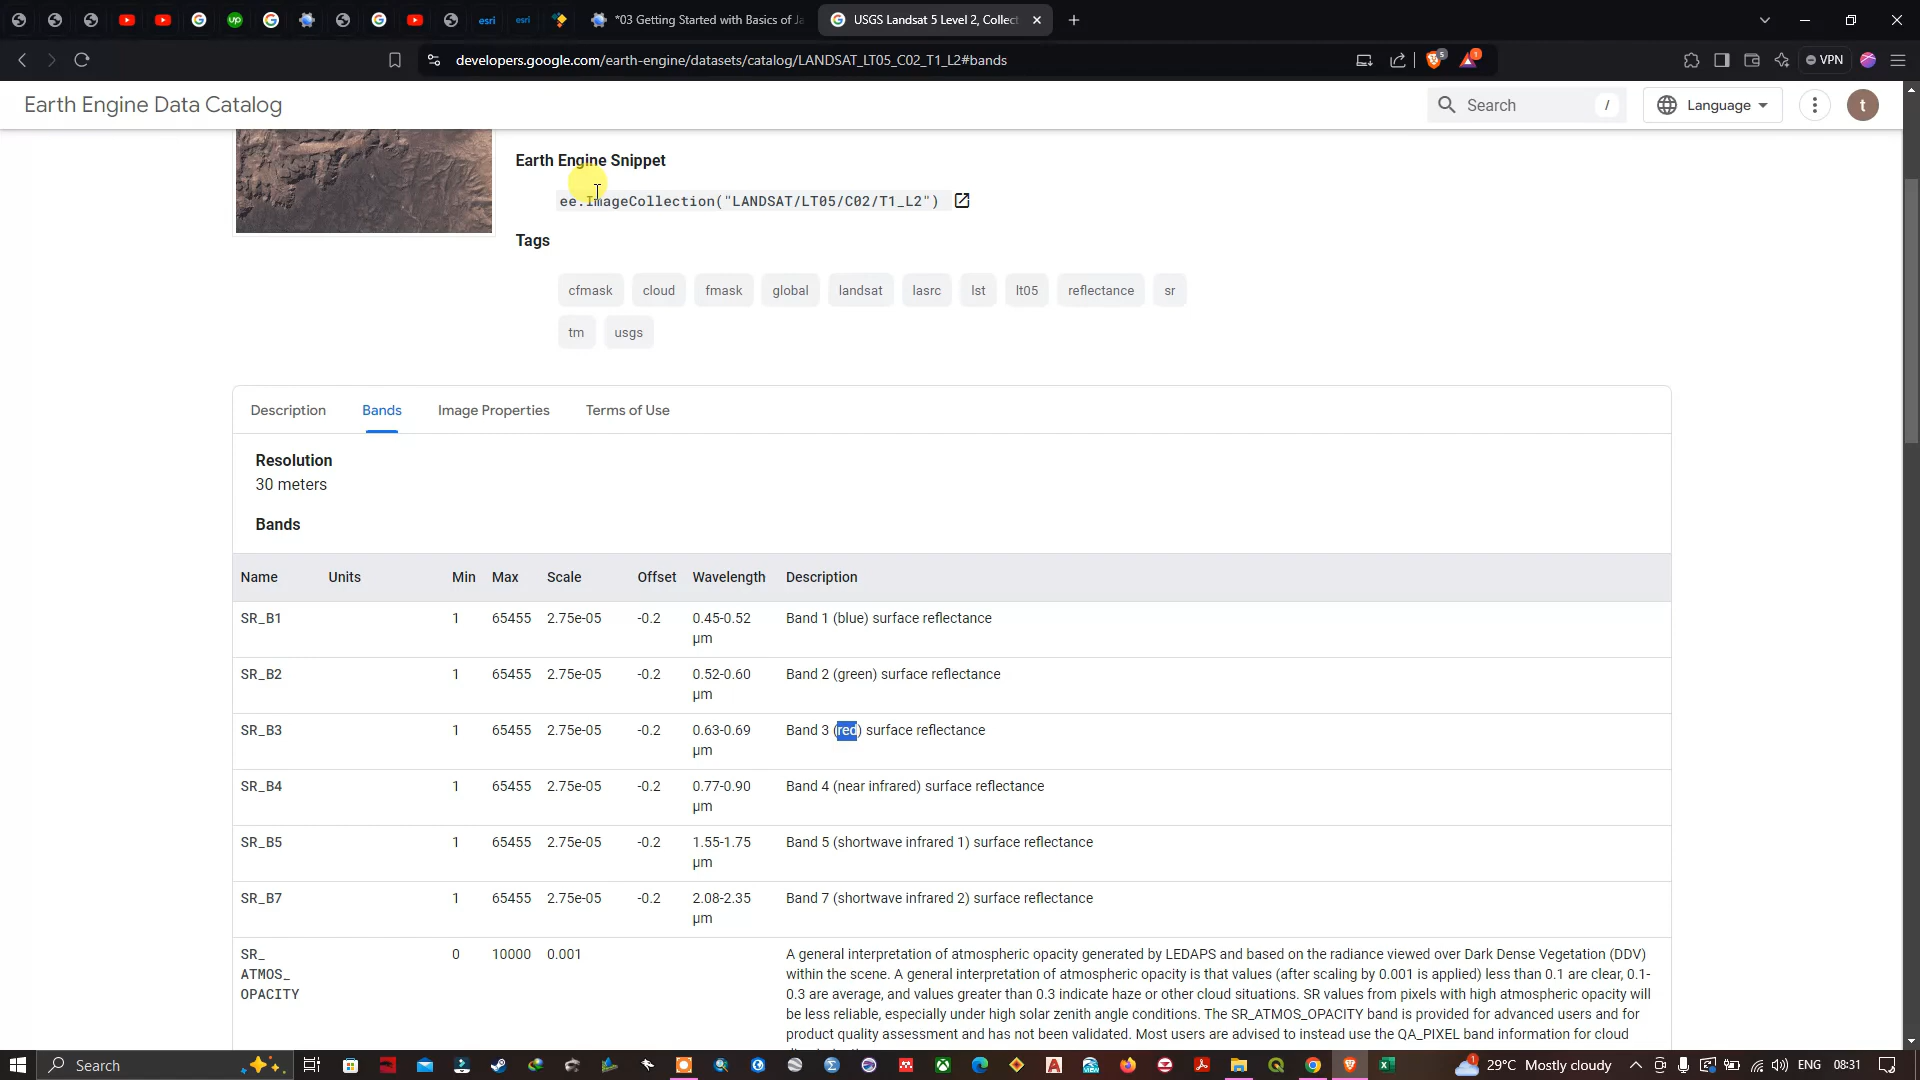 *03 Getting Started with Basics of Ja
USGS Landsat 5 Level 2, Collect
developers.google.com/earth-engine/datasets/catalog/LANDSAT_LT05_C02_T1_L2#bands
VPN
Earth Engine Data Catalog
Search
/
Language
t
Earth Engine Snippet
ee.ImageCollection("LANDSAT/LT05/C02/T1_L2")
Tags
cfmask cloud fmask global landsat lasrc lst lt05 reflectance sr
tm usgs
Description Bands Image Properties Terms of Use
Resolution
30 meters
Bands
Name Units Min Max Scale Offset Wavelength Description
SR_B1 1 65455 2.75e-05 -0.2 0.45-0.52 Band 1 (blue) surface reflectance
μm
SR_B2 1 65455 2.75e-05 -0.2 0.52-0.60 Band 2 (green) surface reflectance
μm
SR_B3 1 65455 2.75e-05 -0.2 0.63-0.69 Band 3 (red) surface reflectance
μm
SR_B4 1 65455 2.75e-05 -0.2 0.77-0.90 Band 4 (near infrared) surface reflectance
μm
SR_B5 1 65455 2.75e-05 -0.2 1.55-1.75 Band 5 (shortwave infrared 1) surface reflectance
μm
SR_B7 1 65455 2.75e-05 -0.2 2.08-2.35 Band 7 (shortwave infrared 2) surface reflectance
μm
SR_ 0 10000 0.001 A general interpretation of atmospheric opacity generated by LEDAPS and based on the radiance viewed over Dark Dense Vegetation (DDV)
ATMOS_ within the scene. A general interpretation of atmospheric opacity is that values (after scaling by 0.001 is applied) less than 0.1 are clear, 0.1-
OPACITY 0.3 are average, and values greater than 0.3 indicate haze or other cloud situations. SR values from pixels with high atmospheric opacity will
be less reliable, especially under high solar zenith angle conditions. The SR_ATMOS_OPACITY band is provided for advanced users and for
product quality assessment and has not been validated. Most users are advised to instead use the QA_PIXEL band information for cloud
Search
29°C Mostly cloudy
ENG
08:31